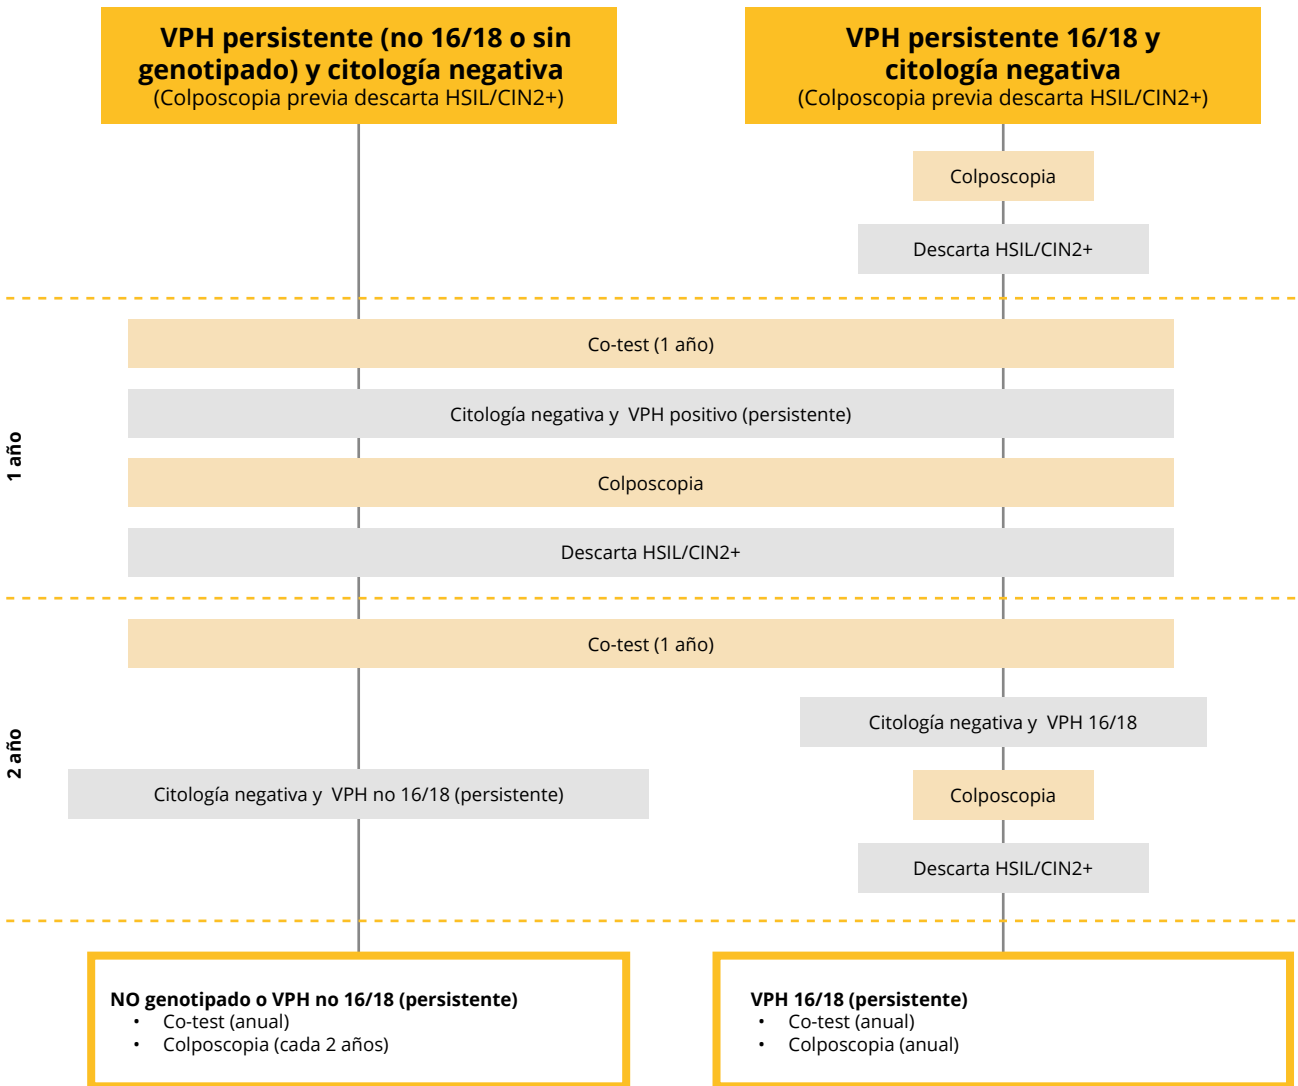 VPH persistente (no 16/18 o sin
genotipado) y citología negativa
(Colposcopia previa descarta HSIL/CIN2+)
VPH persistente 16/18 y
citología negativa
(Colposcopia previa descarta HSIL/CIN2+)
Colposcopia
Descarta HSIL/CIN2+
1 año
Co-test (1 año)
Citología negativa y VPH positivo (persistente)
Colposcopia
Descarta HSIL/CIN2+
2 año
Co-test (1 año)
Citología negativa y VPH 16/18
Citología negativa y VPH no 16/18 (persistente)
Colposcopia
Descarta HSIL/CIN2+
NO genotipado o VPH no 16/18 (persistente)
• Co-test (anual)
• Colposcopia (cada 2 años)
VPH 16/18 (persistente)
• Co-test (anual)
• Colposcopia (anual)